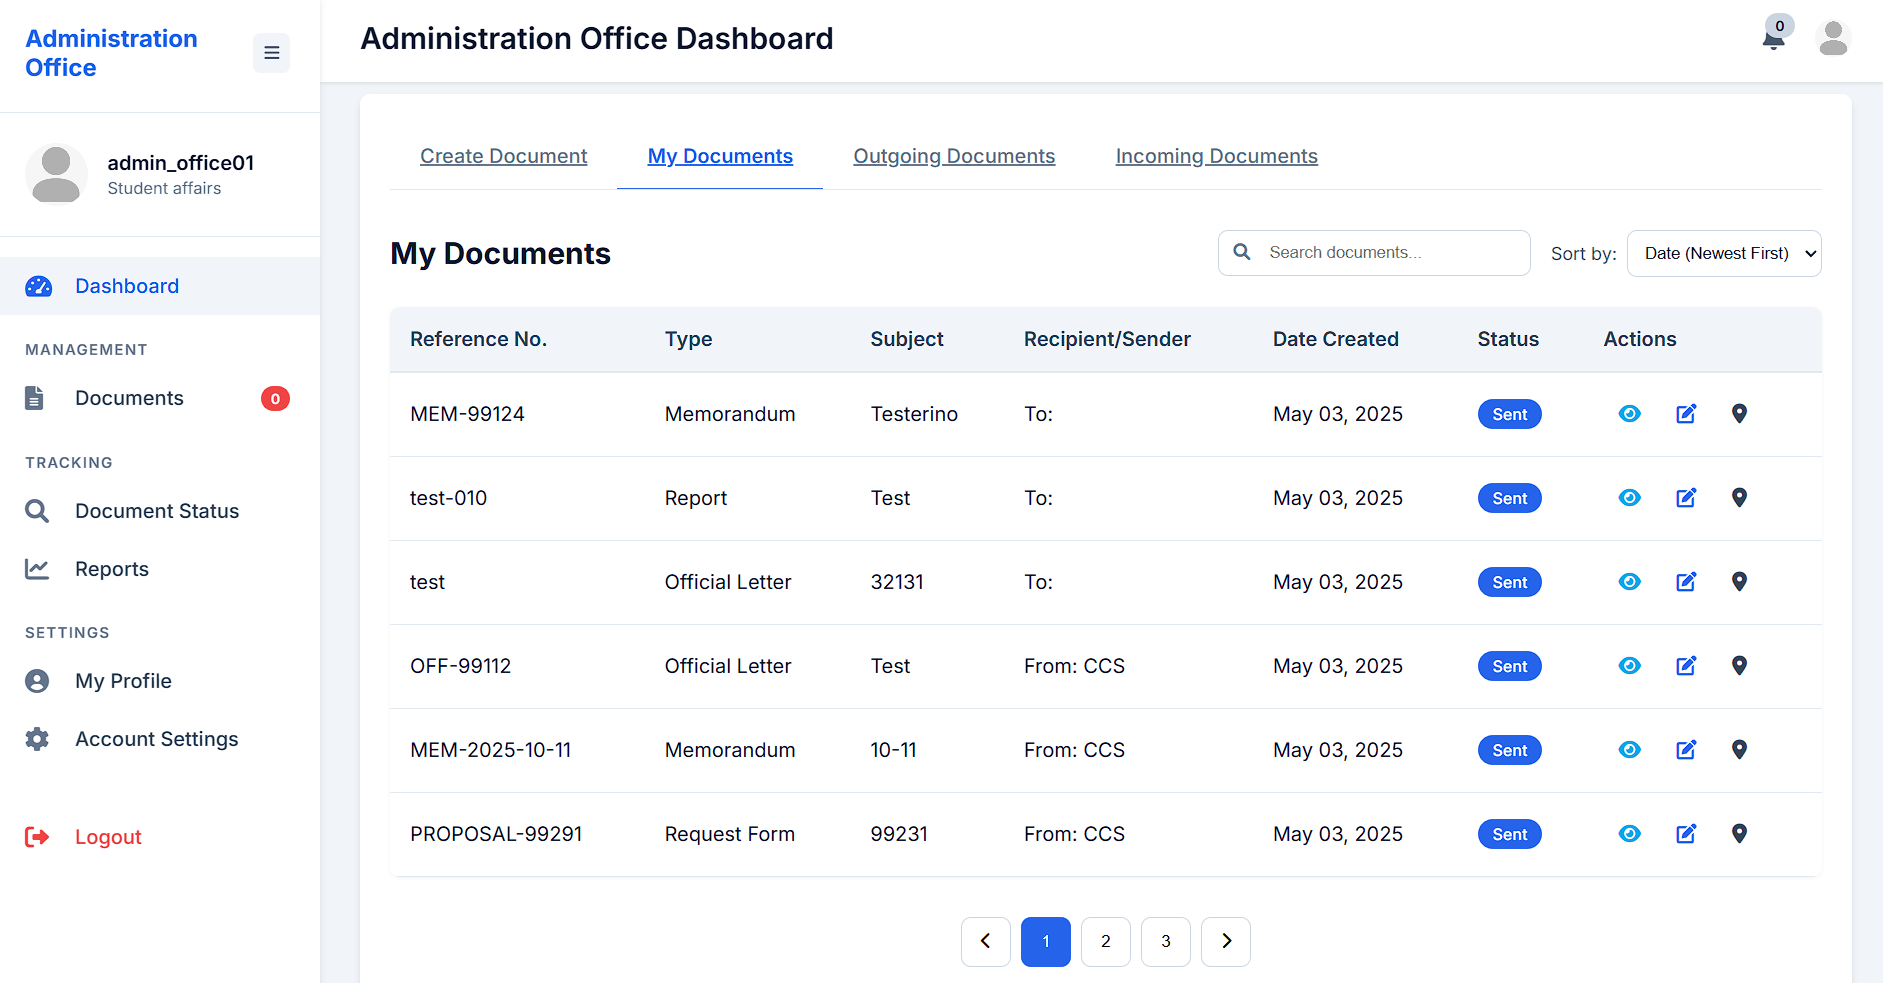 Administration
Office
Administration Office Dashboard
0
admin_office01
Student affairs
Dashboard
MANAGEMENT
Documents 0
TRACKING
Document Status
Reports
SETTINGS
My Profile
Account Settings
Logout
Create Document My Documents Outgoing Documents Incoming Documents
My Documents
Search documents...
Sort by: Date (Newest First)
Reference No. Type Subject Recipient/Sender Date Created Status Actions
MEM-99124 Memorandum Testerino To: May 03, 2025 Sent
test-010 Report Test To: May 03, 2025 Sent
test Official Letter 32131 To: May 03, 2025 Sent
OFF-99112 Official Letter Test From: CCS May 03, 2025 Sent
MEM-2025-10-11 Memorandum 10-11 From: CCS May 03, 2025 Sent
PROPOSAL-99291 Request Form 99231 From: CCS May 03, 2025 Sent
1 2 3